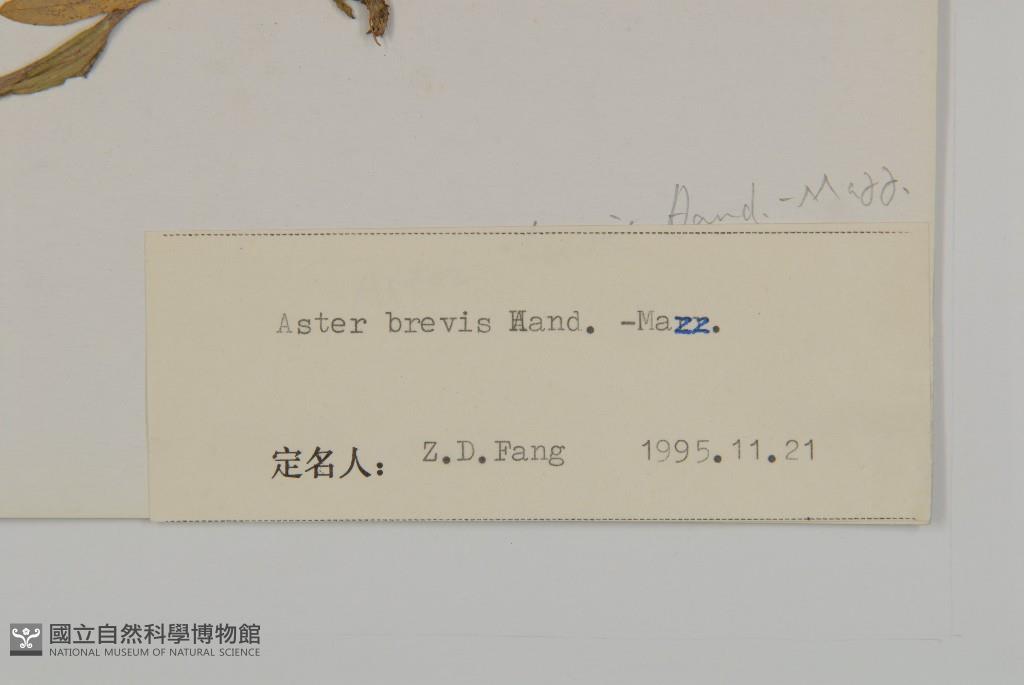 Hand.-Mazz.
Aster brevis Hand. -Mazz.
定名人: Z.D.Fang 1995.11.21
國立自然科學博物館
NATIONAL MUSEUM OF NATURAL SCIENCE